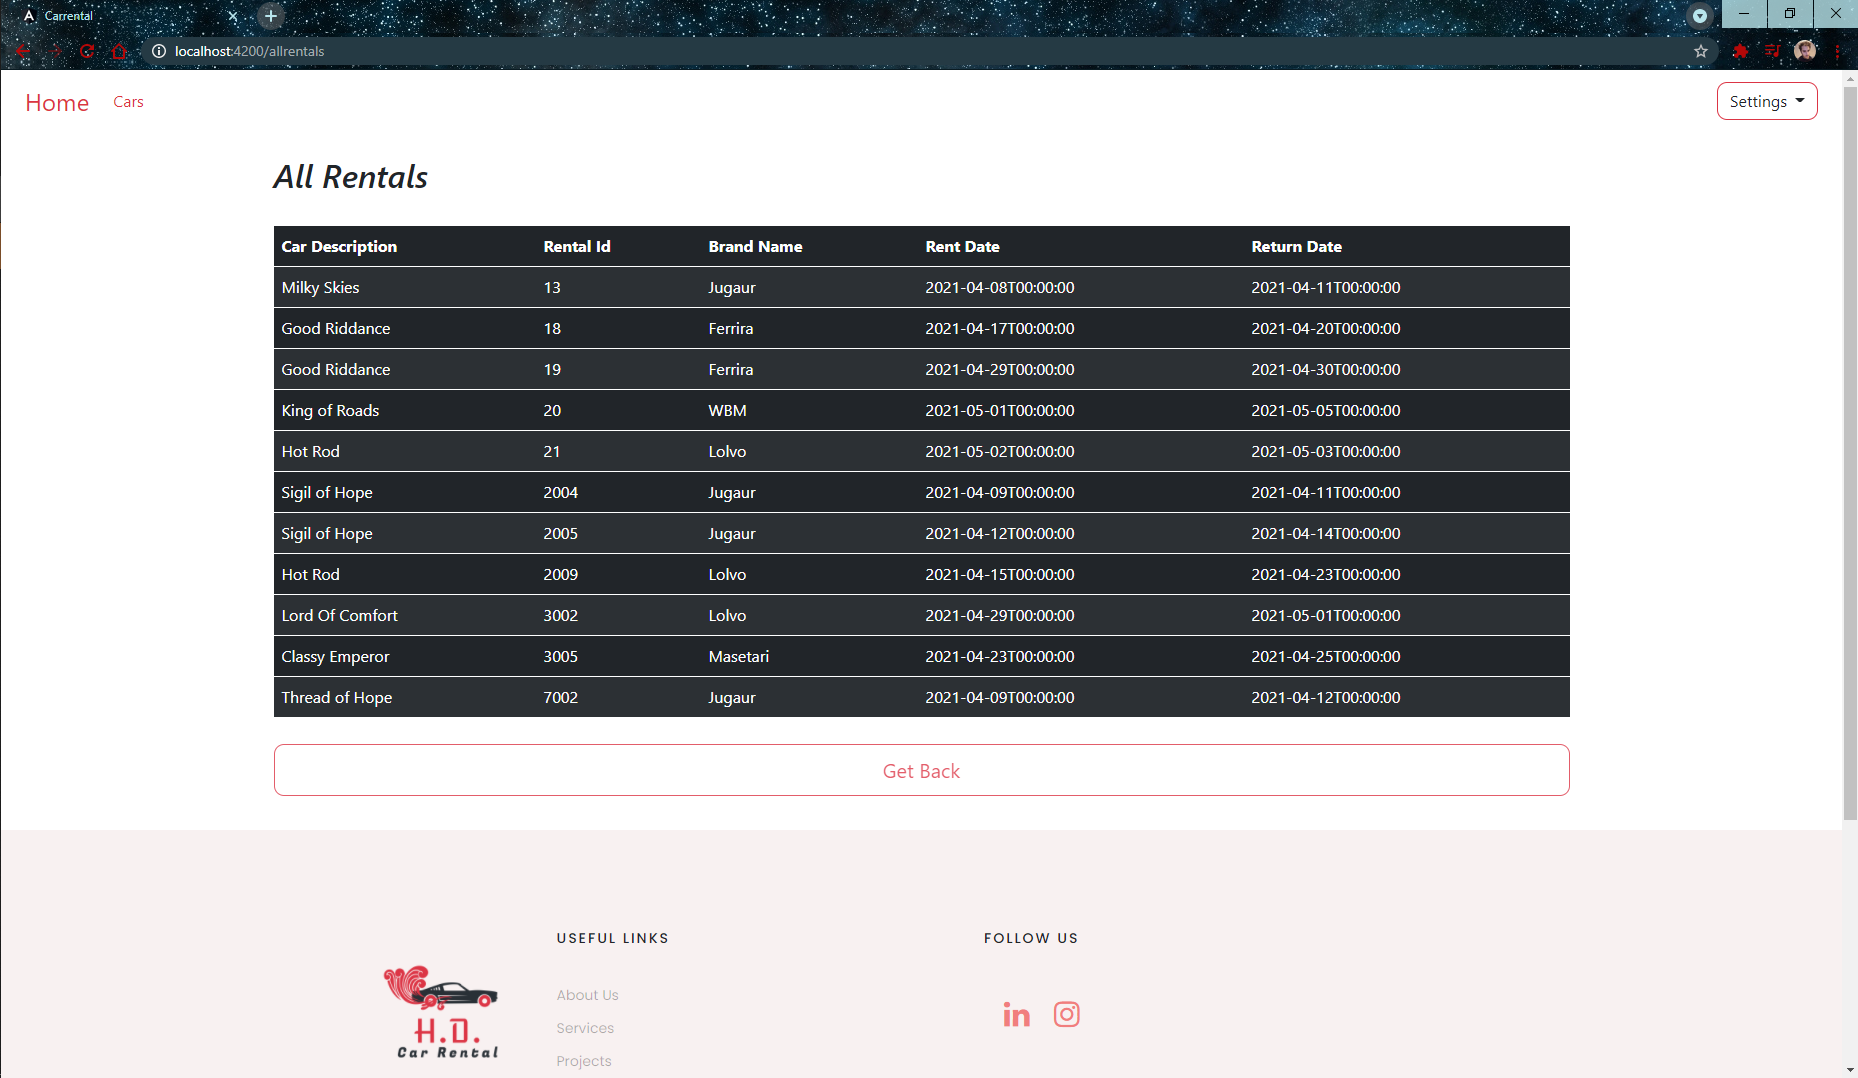 Carrental
localhost:4200/allrentals
Home Cars Settings
All Rentals
Car Description Rental Id Brand Name Rent Date Return Date
Milky Skies 13 Jugaur 2021-04-08T00:00:00 2021-04-11T00:00:00
Good Riddance 18 Ferrira 2021-04-17T00:00:00 2021-04-20T00:00:00
Good Riddance 19 Ferrira 2021-04-29T00:00:00 2021-04-30T00:00:00
King of Roads 20 WBM 2021-05-01T00:00:00 2021-05-05T00:00:00
Hot Rod 21 Lolvo 2021-05-02T00:00:00 2021-05-03T00:00:00
Sigil of Hope 2004 Jugaur 2021-04-09T00:00:00 2021-04-11T00:00:00
Sigil of Hope 2005 Jugaur 2021-04-12T00:00:00 2021-04-14T00:00:00
Hot Rod 2009 Lolvo 2021-04-15T00:00:00 2021-04-23T00:00:00
Lord Of Comfort 3002 Lolvo 2021-04-29T00:00:00 2021-05-01T00:00:00
Classy Emperor 3005 Masetari 2021-04-23T00:00:00 2021-04-25T00:00:00
Thread of Hope 7002 Jugaur 2021-04-09T00:00:00 2021-04-12T00:00:00
Get Back
H.D.
Car Rental
USEFUL LINKS
About Us
Services
Projects
FOLLOW US
in